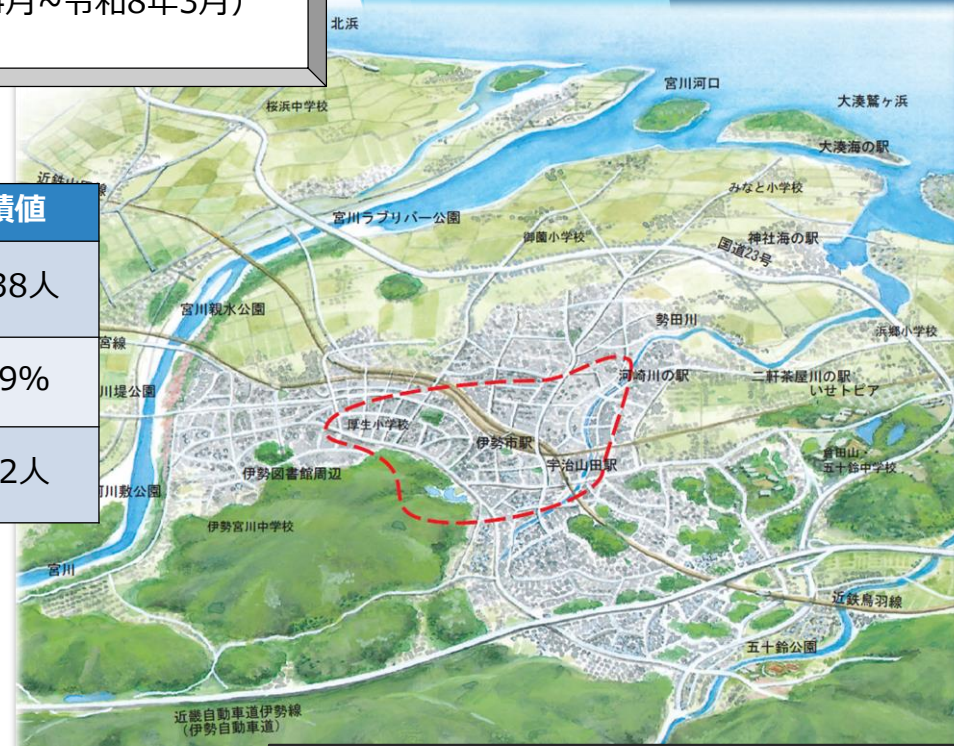 月~令和8年3月）
北浜
宮川河口
桜浜中学校
大湊鷲ヶ浜
大湊海の駅
近鉄山田線
績値
みなと小学校
宮川ラブリバー公園
御薗小学校
神社海の駅
国道23号
38人
宮川親水公園
勢田川
浜郷小学校
宮線
9%
川堤公園
河崎川の駅
二軒茶屋川の駅
いせトピア
厚生小学校
伊勢市駅
宇治山田駅
倉田山・
五十鈴中学校
伊勢図書館周辺
2人
川敷公園
伊勢宮川中学校
宮川
近鉄鳥羽線
五十鈴公園
近畿自動車道伊勢線
（伊勢自動車道）